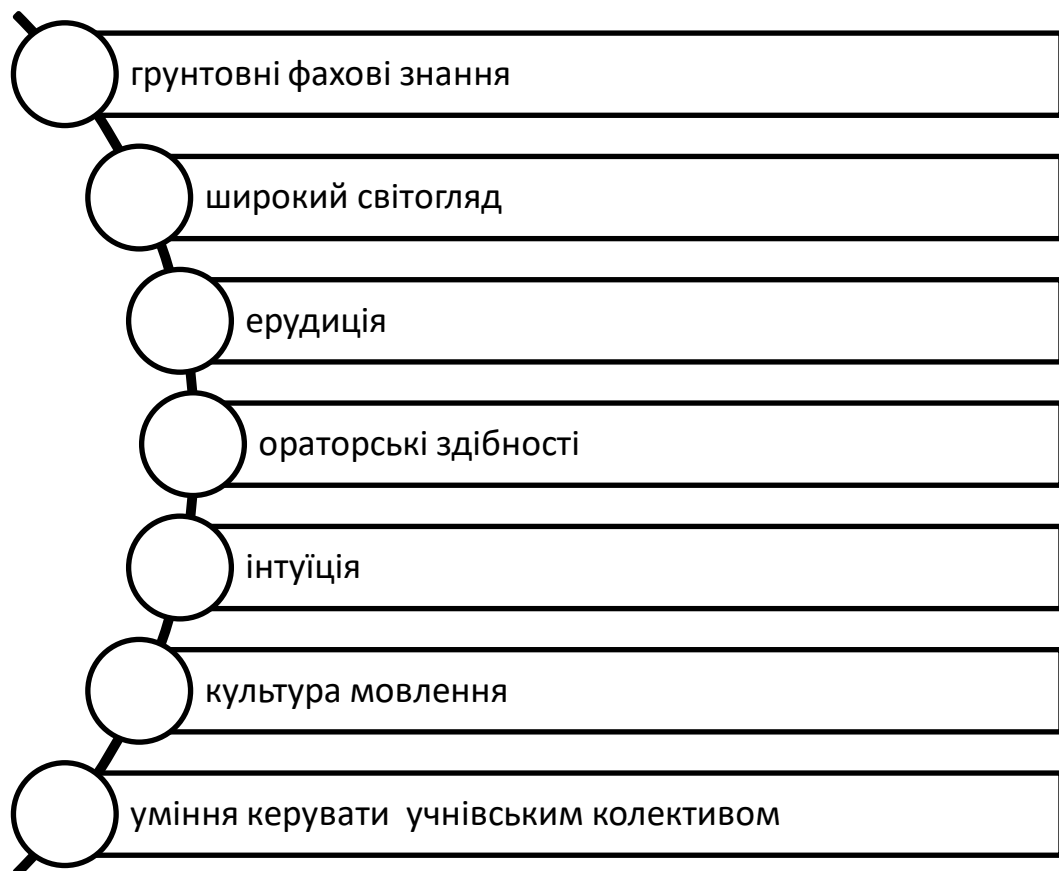 грунтовні фахові знання
широкий світогляд
ерудиція
ораторські здібності
інтуїція
культура мовлення
уміння керувати  учнівським колективом